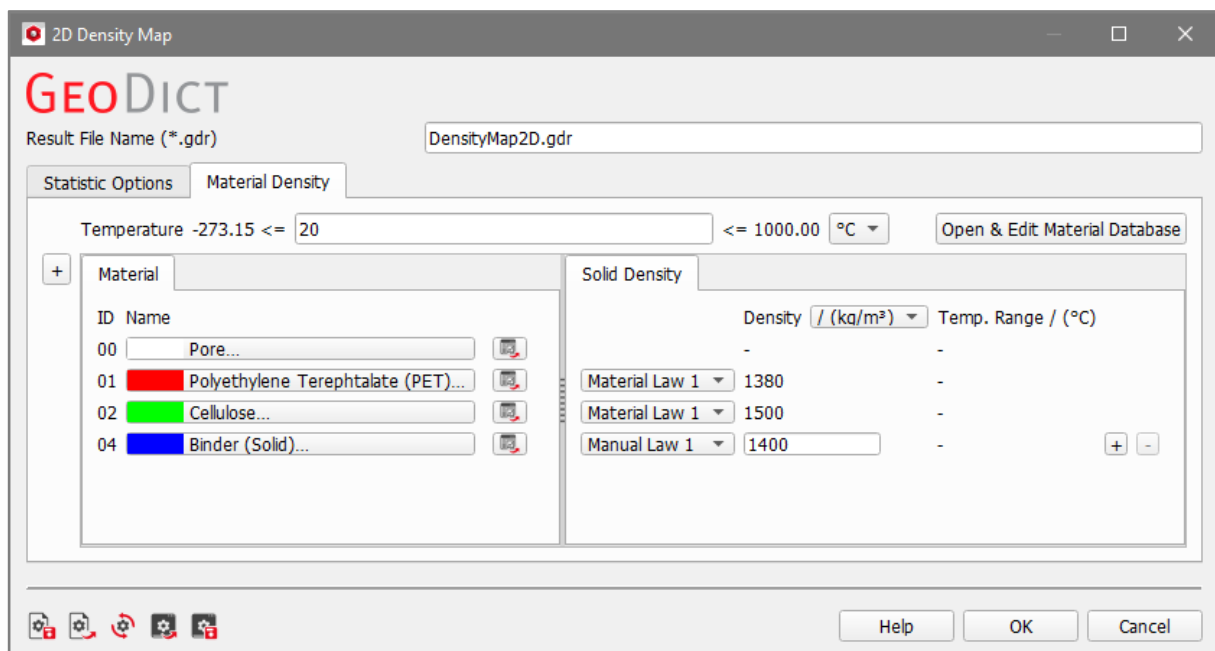 2D Density Map
GEODICT
Result File Name (*.gdr) DensityMap2D.gdr
Statistic Options Material Density
Temperature -273.15 <= 20 <= 1000.00 °C Open & Edit Material Database
+ Material Solid Density
ID Name Density / (kg/m³) Temp. Range / (°C)
00 Pore... - -
01 Polyethylene Terephtalate (PET)... Material Law 1 1380 -
02 Cellulose... Material Law 1 1500 -
04 Binder (Solid)... Manual Law 1 1400 - + -
Help OK Cancel